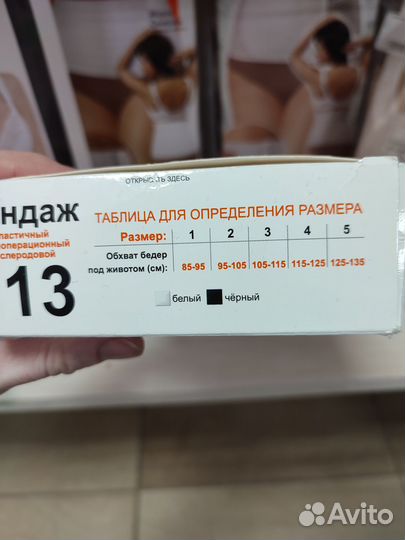 ОТКРЫВАТЬ ЗДЕСЬ
ндаж
ластичный
операционный
слеродовой
13
ТАБЛИЦА ДЛЯ ОПРЕДЕЛЕНИЯ РАЗМЕРА
Размер: 1 2 3 4 5
Обхват бедер
под животом (см): 85-95 95-105 105-115 115-125 125-135
белый чёрный
Avito